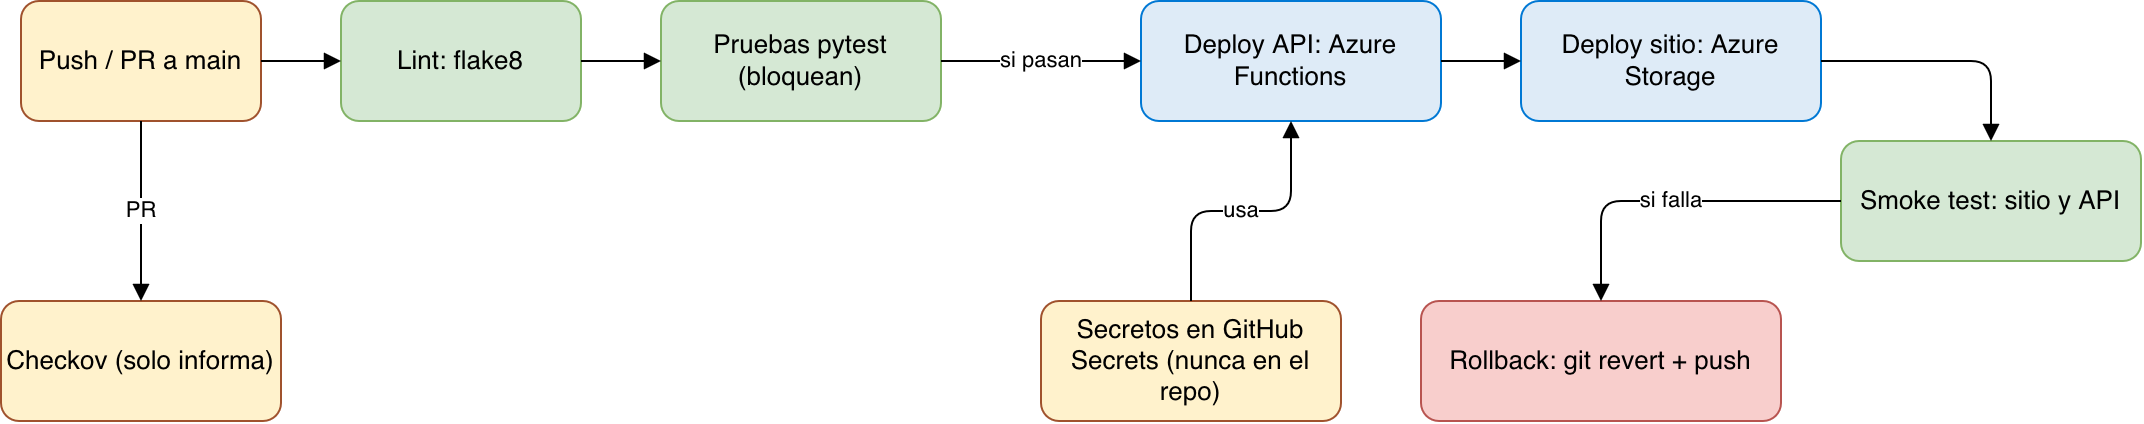 Push / PR a main
Lint: flake8
Pruebas pytest
(bloquean)
si pasan
Deploy API: Azure
Functions
Deploy sitio: Azure
Storage
PR
usa
si falla
Smoke test: sitio y API
Checkov (solo informa)
Secretos en GitHub
Secrets (nunca en el
repo)
Rollback: git revert + push